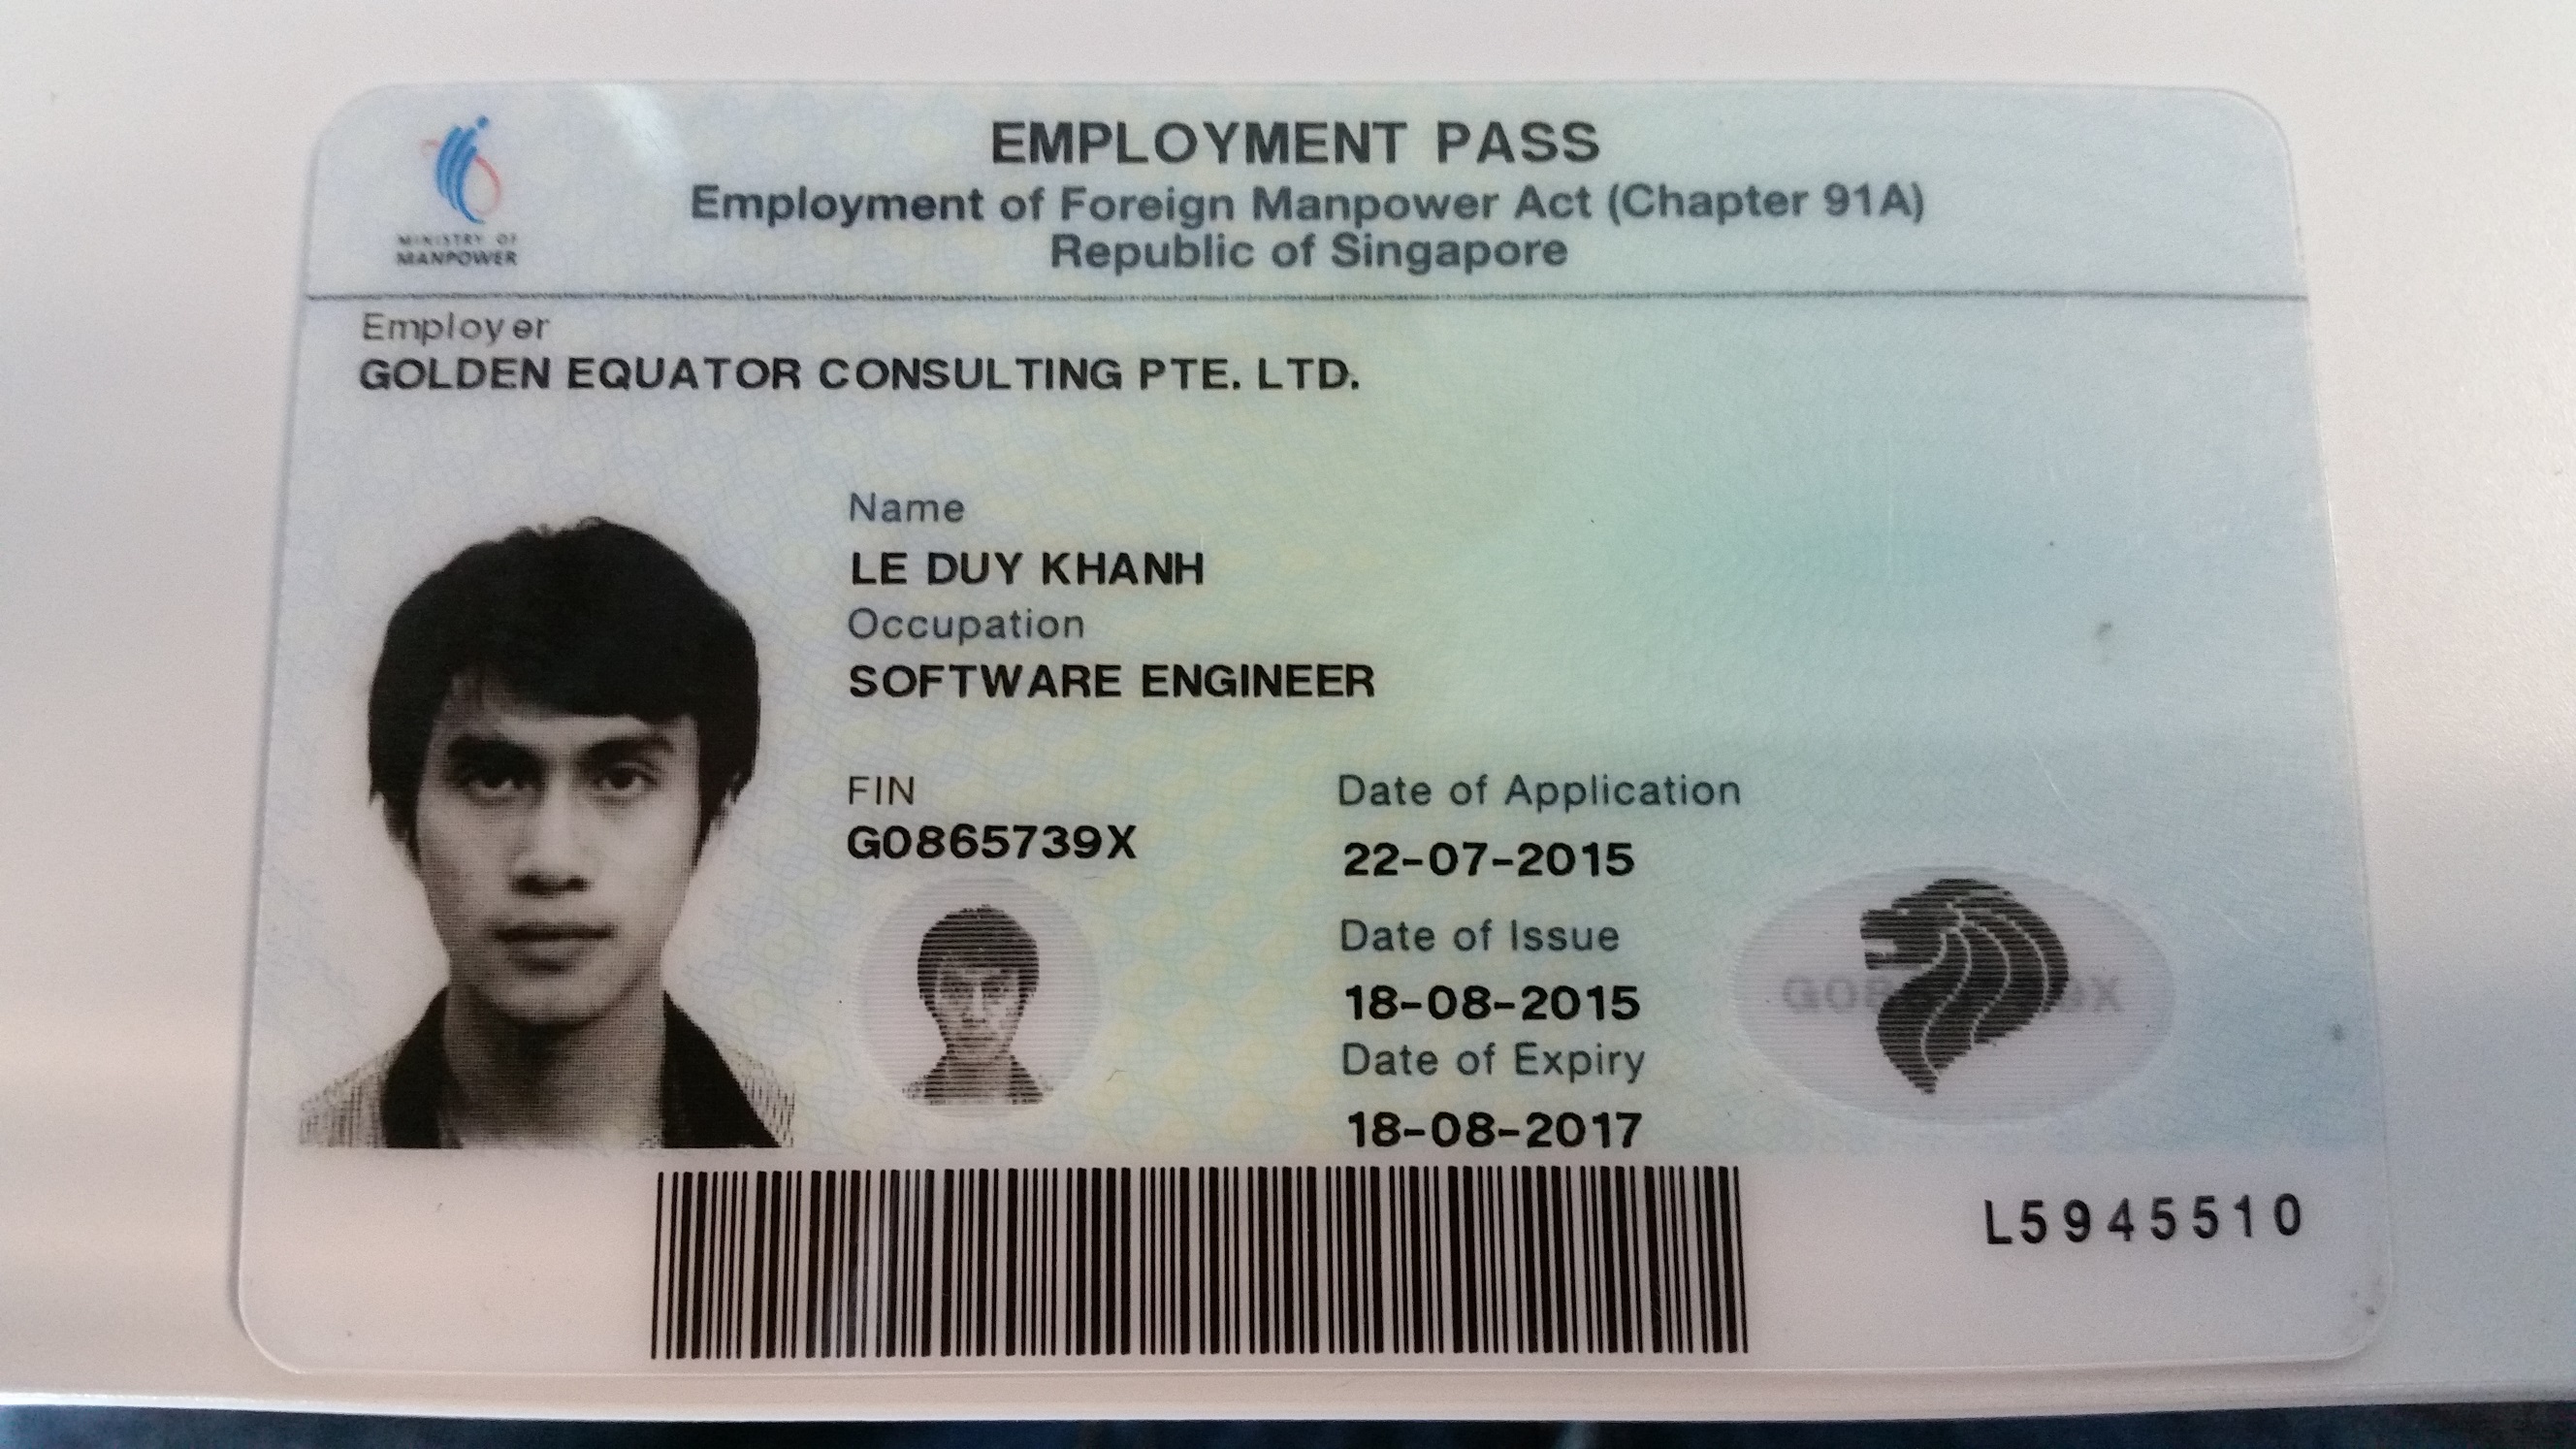 EMPLOYMENT PASS
Employment of Foreign Manpower Act (Chapter 91A)
Republic of Singapore
MINISTRY OF
MANPOWER
Employer
GOLDEN EQUATOR CONSULTING PTE. LTD.
Name
LE DUY KHANH
Occupation
SOFTWARE ENGINEER
FIN
G0865739X
Date of Application
22-07-2015
Date of Issue
18-08-2015
Date of Expiry
18-08-2017
L5945510